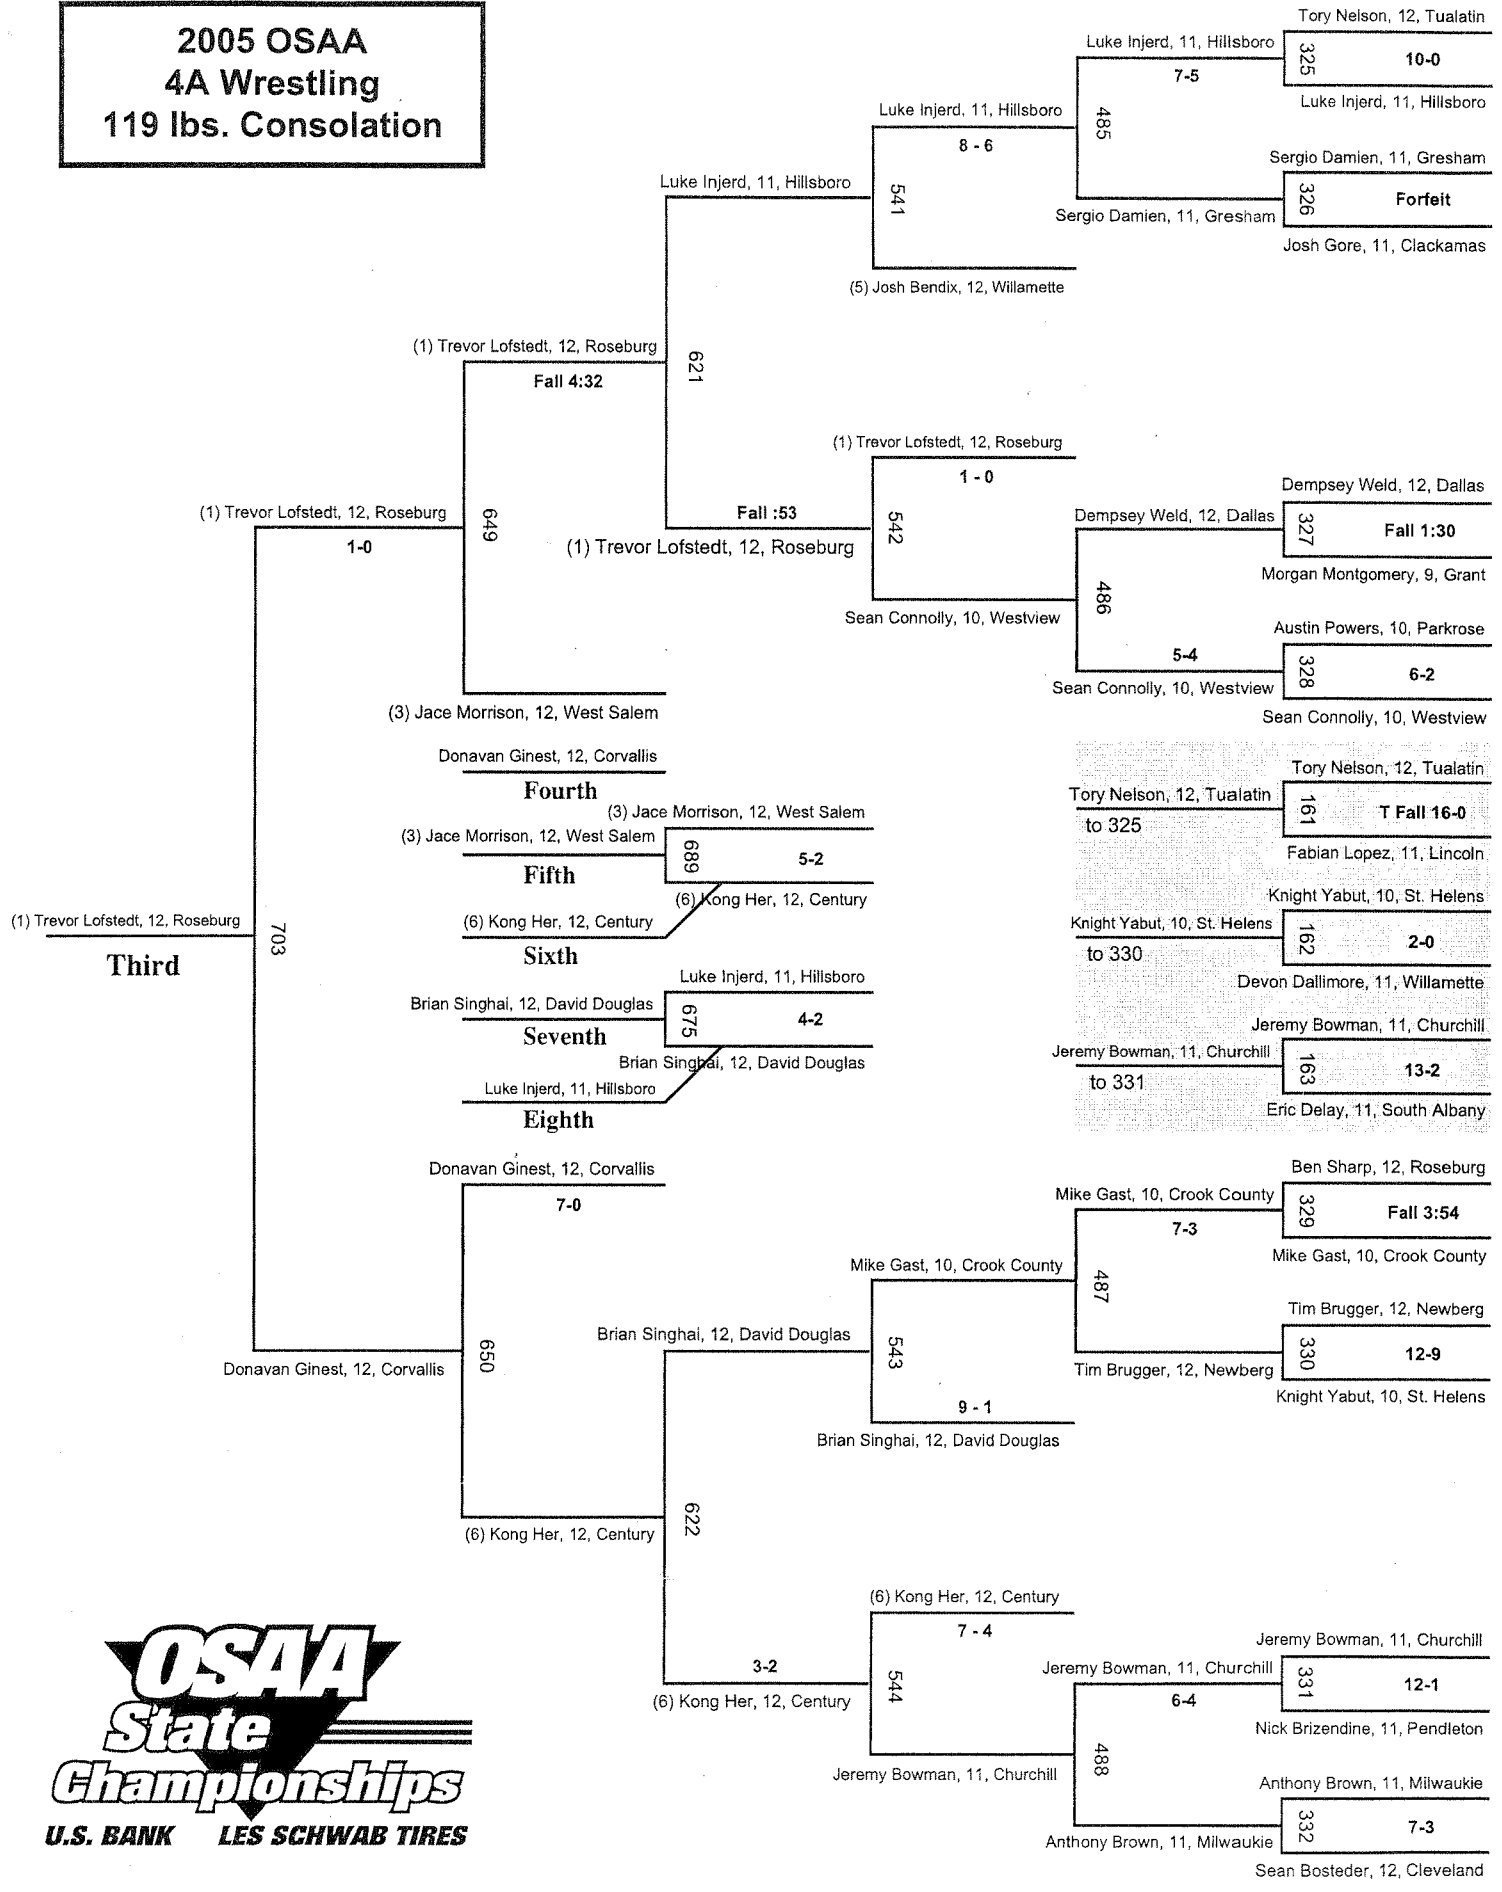 2005 OSAA
4A Wrestling
119 lbs. Consolation
Tory Nelson, 12, Tualatin
Luke Injerd, 11, Hillsboro
325
10-0
7-5
Luke Injerd, 11, Hillsboro
Luke Injerd, 11, Hillsboro
485
8 - 6
Sergio Damien, 11, Gresham
Luke Injerd, 11, Hillsboro
541
326
Forfeit
Sergio Damien, 11, Gresham
Josh Gore, 11, Clackamas
(5) Josh Bendix, 12, Willamette
(1) Trevor Lofstedt, 12, Roseburg
621
Fall 4:32
(1) Trevor Lofstedt, 12, Roseburg
1 - 0
Dempsey Weld, 12, Dallas
(1) Trevor Lofstedt, 12, Roseburg
649
Fall :53
542
Dempsey Weld, 12, Dallas
327
Fall 1:30
1-0
(1) Trevor Lofstedt, 12, Roseburg
Morgan Montgomery, 9, Grant
486
Sean Connolly, 10, Westview
Austin Powers, 10, Parkrose
5-4
328
6-2
Sean Connolly, 10, Westview
(3) Jace Morrison, 12, West Salem
Sean Connolly, 10, Westview
Donavan Ginest, 12, Corvallis
Fourth
Tory Nelson, 12, Tualatin
Tory Nelson, 12, Tualatin
161
T Fall 16-0
to 325
Fabian Lopez, 11, Lincoln
(3) Jace Morrison, 12, West Salem
(3) Jace Morrison, 12, West Salem
689
5-2
Fifth
(6) Kong Her, 12, Century
(6) Kong Her, 12, Century
Sixth
Knight Yabut, 10, St. Helens
Knight Yabut, 10, St. Helens
162
2-0
to 330
Devon Dallimore, 11, Willamette
(1) Trevor Lofstedt, 12, Roseburg
703
Third
Luke Injerd, 11, Hillsboro
Brian Singhai, 12, David Douglas
675
4-2
Seventh
Brian Singhai, 12, David Douglas
Luke Injerd, 11, Hillsboro
Eighth
Jeremy Bowman, 11, Churchill
Jeremy Bowman, 11, Churchill
163
13-2
to 331
Eric Delay, 11, South Albany
Donavan Ginest, 12, Corvallis
7-0
Ben Sharp, 12, Roseburg
Mike Gast, 10, Crook County
329
Fall 3:54
7-3
Mike Gast, 10, Crook County
Mike Gast, 10, Crook County
487
Tim Brugger, 12, Newberg
Brian Singhai, 12, David Douglas
543
330
12-9
650
Donavan Ginest, 12, Corvallis
Tim Brugger, 12, Newberg
Knight Yabut, 10, St. Helens
9 - 1
Brian Singhai, 12, David Douglas
622
(6) Kong Her, 12, Century
(6) Kong Her, 12, Century
7 - 4
Jeremy Bowman, 11, Churchill
3-2
Jeremy Bowman, 11, Churchill
331
12-1
(6) Kong Her, 12, Century
544
6-4
Nick Brizendine, 11, Pendleton
488
Jeremy Bowman, 11, Churchill
Anthony Brown, 11, Milwaukie
332
7-3
Anthony Brown, 11, Milwaukie
Sean Bosteder, 12, Cleveland
OSAA
State
Championships
U.S. BANK LES SCHWAB TIRES